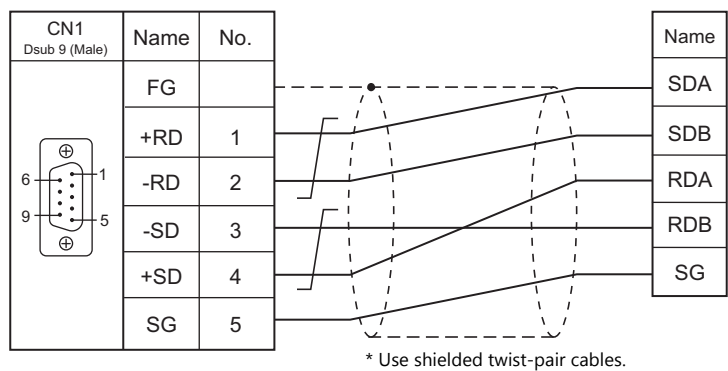 CN1
Dsub 9 (Male)
Name No.
Name
FG
SDA
+RD 1
SDB
-RD 2
RDA
-SD 3
RDB
+SD 4
SG
SG 5
6
1
9
5
* Use shielded twist-pair cables.